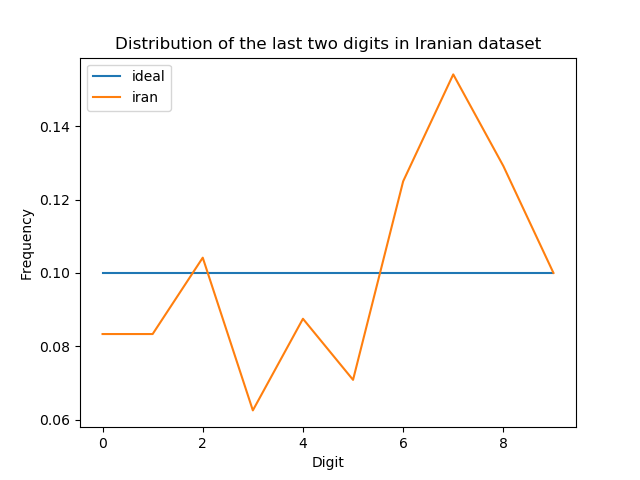 Distribution of the last two digits in Iranian dataset
ideal
iran
0.14
0.12
0.10
0.08
0.06
Frequency
0 2 4 6 8
Digit